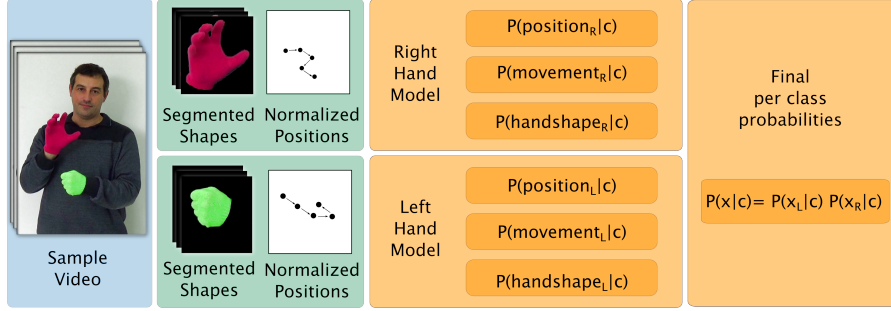 Sample
Video
Segmented
Shapes
Normalized
Positions
Segmented
Shapes
Normalized
Positions
Right
Hand
Model
P(position_R|c)
P(movement_R|c)
P(handshape_R|c)
Left
Hand
Model
P(position_L|c)
P(movement_L|c)
P(handshape_L|c)
Final
per class
probabilities
P(x|c)= P(x_L|c) P(x_R|c)